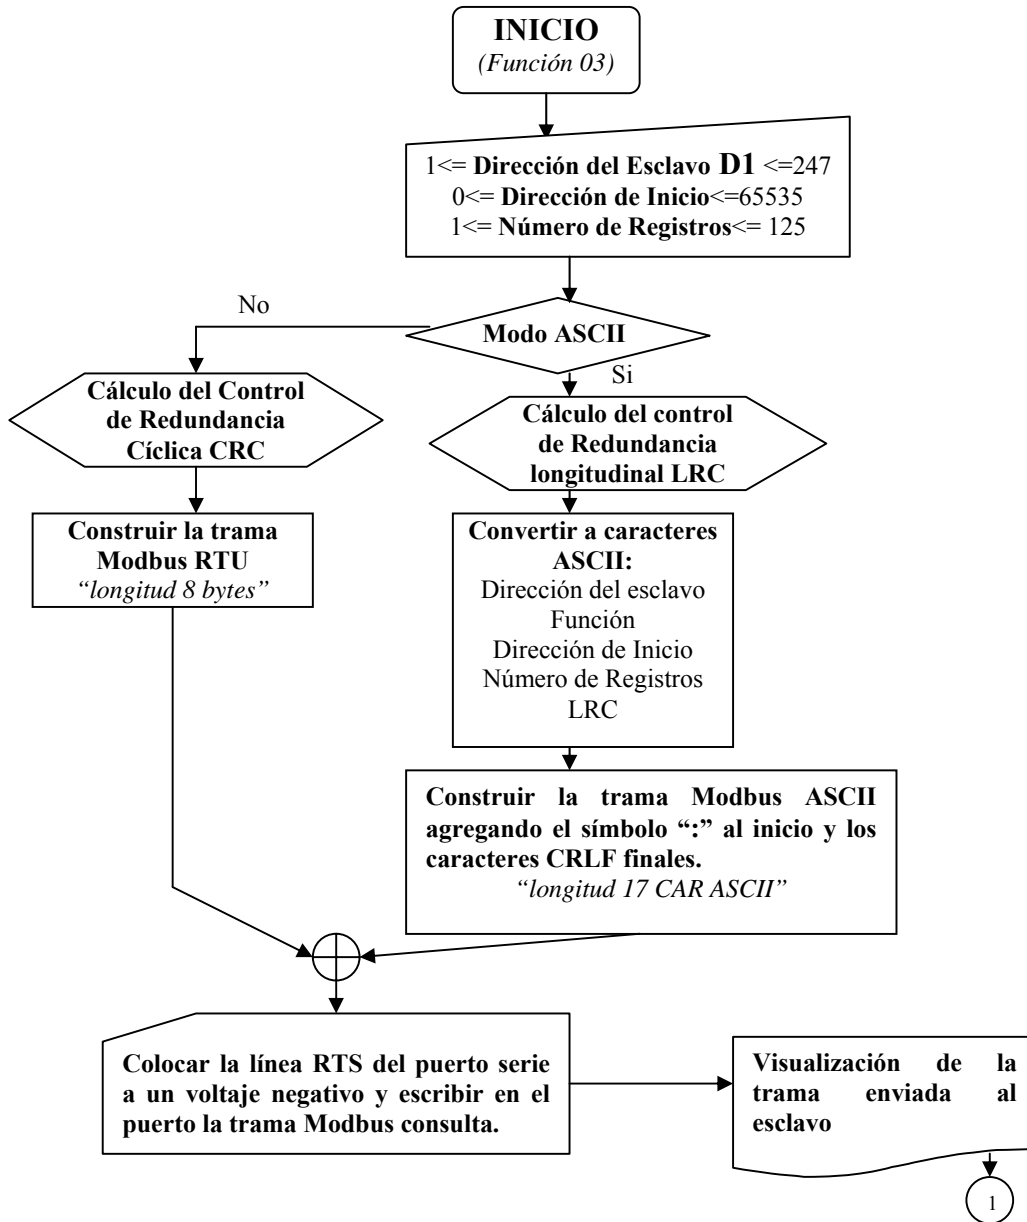 INICIO
(Función 03)
1<= Dirección del Esclavo D1 <=247
0<= Dirección de Inicio<=65535
1<= Número de Registros<= 125
No
Modo ASCII
Si
Cálculo del Control
de Redundancia
Cíclica CRC
Cálculo del control
de Redundancia
longitudinal LRC
Construir la trama
Modbus RTU
“longitud 8 bytes”
Convertir a caracteres
ASCII:
Dirección del esclavo
Función
Dirección de Inicio
Número de Registros
LRC
Construir la trama Modbus ASCII
agregando el símbolo “:” al inicio y los
caracteres CRLF finales.
“longitud 17 CAR ASCII”
Colocar la línea RTS del puerto serie
a un voltaje negativo y escribir en el
puerto la trama Modbus consulta.
Visualización de la
trama enviada al
esclavo
1